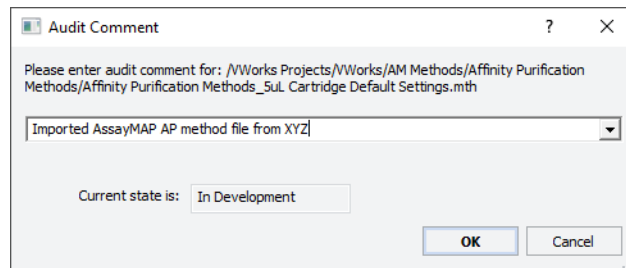 Audit Comment
?
Please enter audit comment for: /VWorks Projects/VWorks/AM Methods/Affinity Purification
Methods/Affinity Purification Methods_5uL Cartridge Default Settings.mth
Imported AssayMAP AP method file from XYZ
Current state is: In Development
OK Cancel